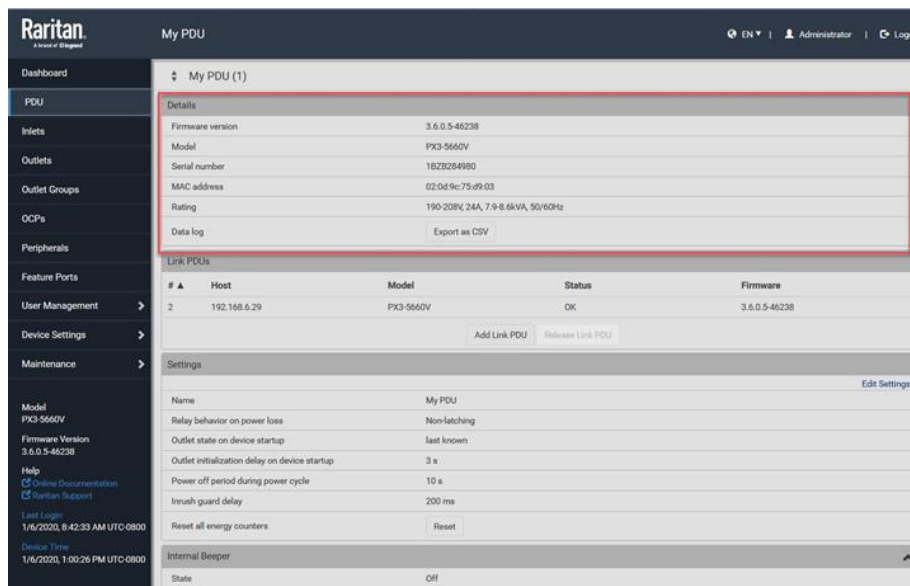 Raritan.
A brand of legrand
My PDU
EN
Administrator
Log
Dashboard
PDU
Inlets
Outlets
Outlet Groups
OCPs
Peripherals
Feature Ports
User Management
Device Settings
Maintenance
Model
PX3-5660V
Firmware Version
3.6.0.5-46238
Help
Online Documentation
Raritan Support
Last Login
1/6/2020, 8:42:33 AM UTC-0800
Device Time
1/6/2020, 1:00:26 PM UTC-0800
My PDU (1)
Details
Firmware version 3.6.0.5-46238
Model PX3-5660V
Serial number 1BZB284980
MAC address 02:0d:9c:75:d9:03
Rating 190-208V, 24A, 7.9-8.6kVA, 50/60Hz
Data log Export as CSV
Link PDUs
# ▲ Host Model Status Firmware
2 192.168.6.29 PX3-5660V OK 3.6.0.5-46238
Add Link PDU Release Link PDU
Settings
Edit Settings
Name My PDU
Relay behavior on power loss Non-latching
Outlet state on device startup last known
Outlet initialization delay on device startup 3 s
Power off period during power cycle 10 s
Inrush guard delay 200 ms
Reset all energy counters Reset
Internal Beeper
State Off